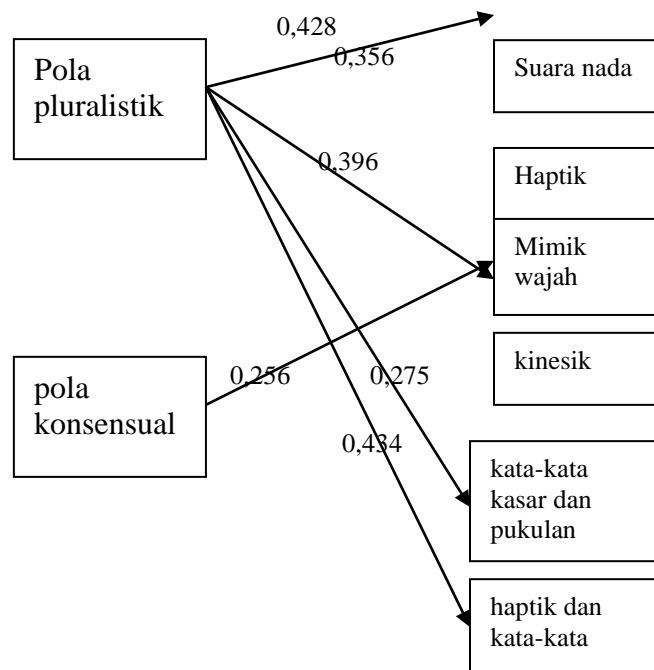 0,428
0,356
Pola
pluralistik
Suara nada
0,396
Haptik
Mimik
wajah
kinesik
pola
konsensual
0,256
0,275
0,434
kata-kata
kasar dan
pukulan
haptik dan
kata-kata